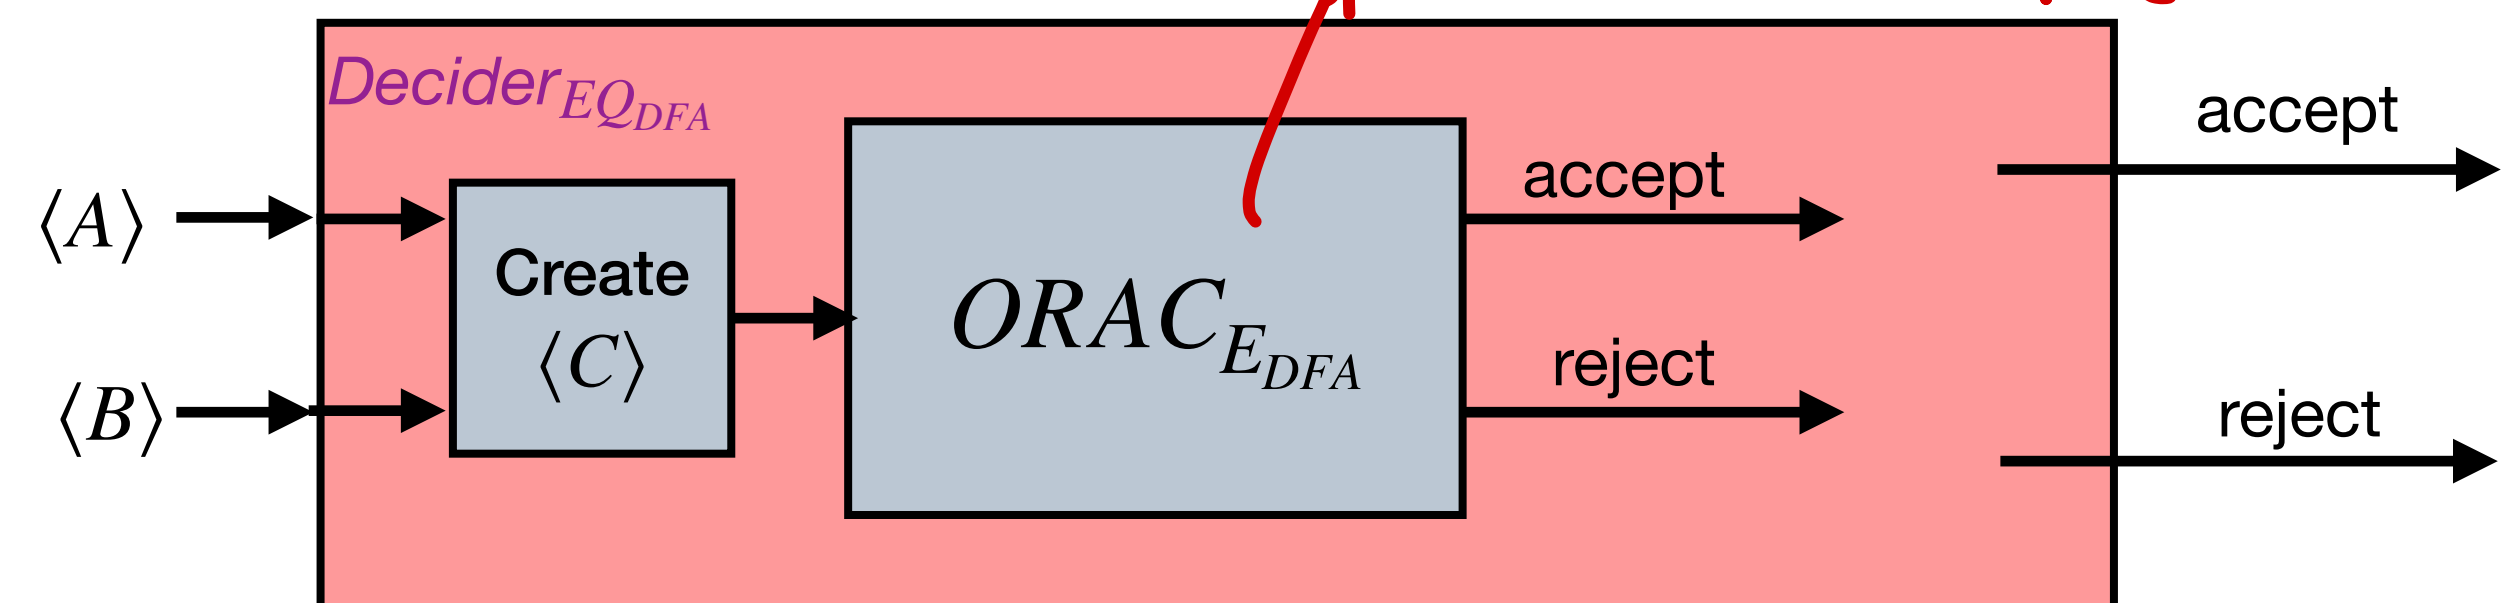 Decider_{EQ_{DFA}}
accept
accept
⟨A⟩
Create
⟨C⟩
ORAC_{E_{DFA}}
reject
⟨B⟩
reject